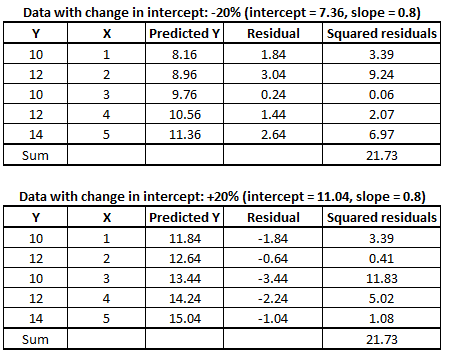 Data with change in intercept: -20% (intercept = 7.36, slope = 0.8)
Y X Predicted Y Residual Squared residuals
10 1 8.16 1.84 3.39
12 2 8.96 3.04 9.24
10 3 9.76 0.24 0.06
12 4 10.56 1.44 2.07
14 5 11.36 2.64 6.97
Sum 21.73
Data with change in intercept: +20% (intercept = 11.04, slope = 0.8)
Y X Predicted Y Residual Squared residuals
10 1 11.84 -1.84 3.39
12 2 12.64 -0.64 0.41
10 3 13.44 -3.44 11.83
12 4 14.24 -2.24 5.02
14 5 15.04 -1.04 1.08
Sum 21.73